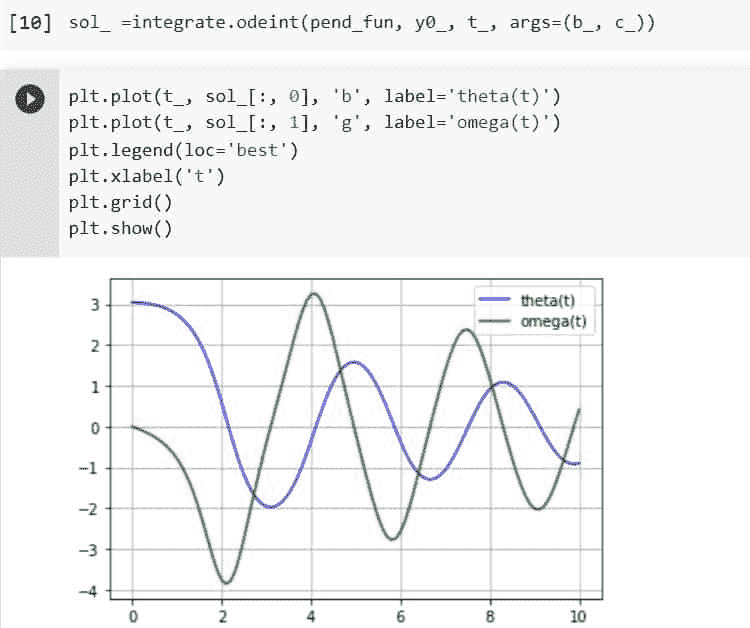 [10] sol_ =integrate.odeint(pend_fun, y0_, t_, args=(b_, c_))
plt.plot(t_, sol_[:, 0], 'b', label='theta(t)')
plt.plot(t_, sol_[:, 1], 'g', label='omega(t)')
plt.legend(loc='best')
plt.xlabel('t')
plt.grid()
plt.show()
theta(t)
omega(t)
3
2
1
0
−1
−2
−3
−4
0 2 4 6 8 10